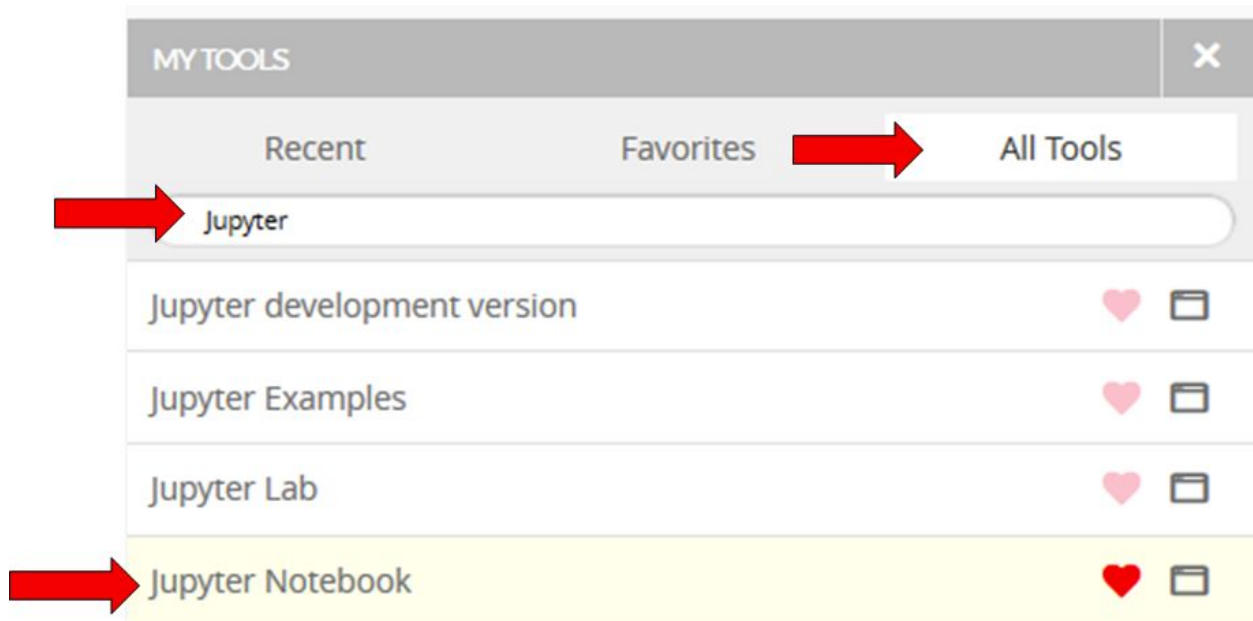 MY TOOLS
Recent Favorites All Tools
Jupyter
Jupyter development version
Jupyter Examples
Jupyter Lab
Jupyter Notebook